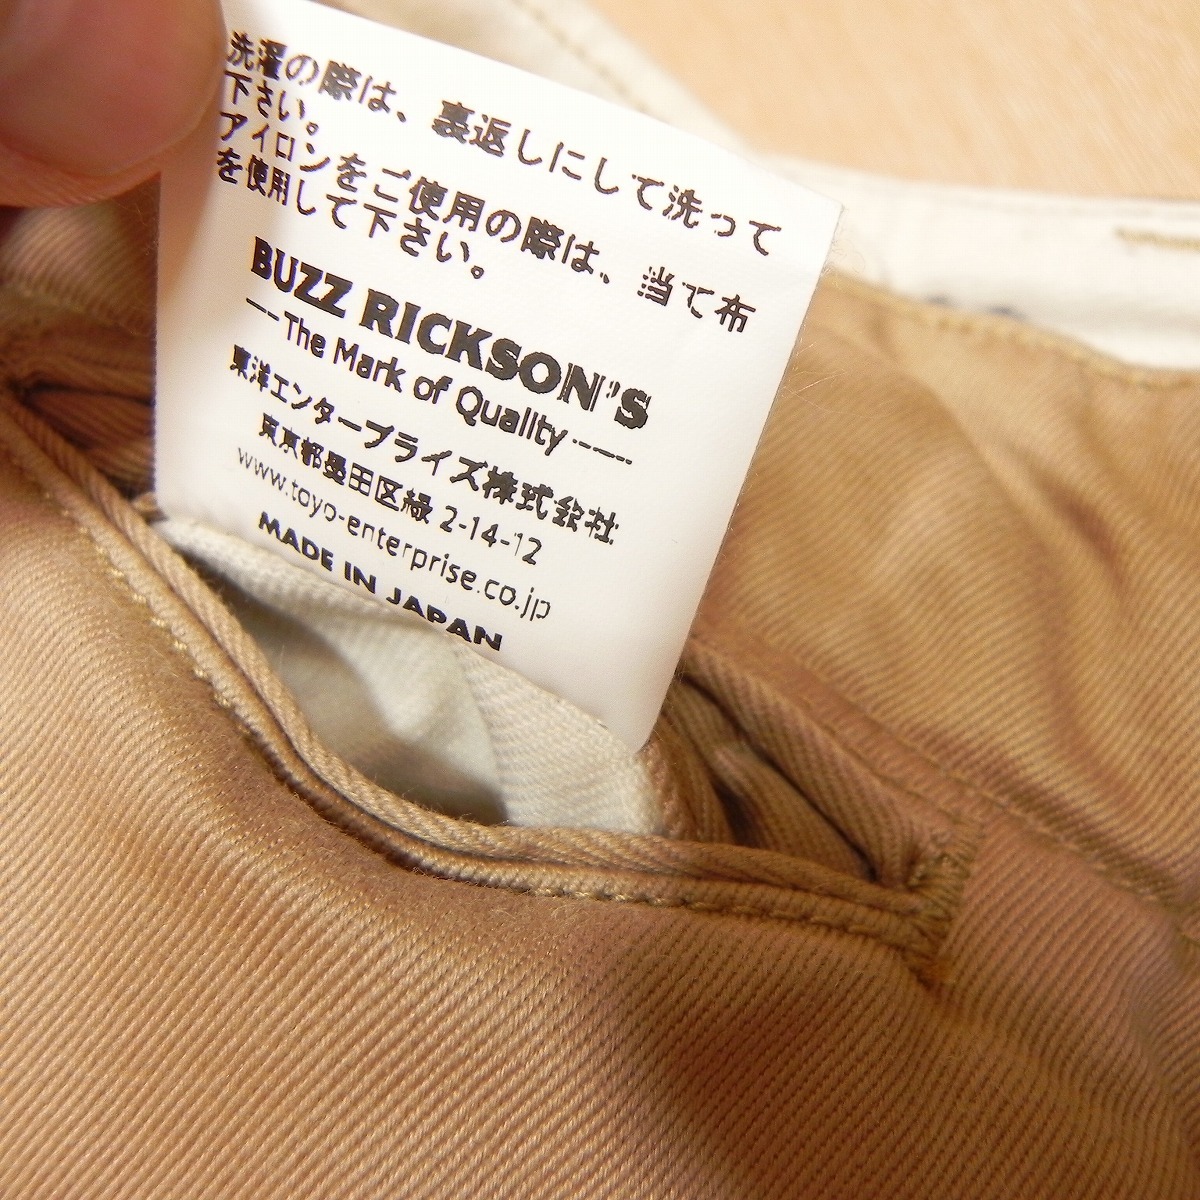 洗濯の際は、裏返しにして洗って
下さい。
アイロンをご使用の際は、当て布
を使用して下さい。
BUZZ RICKSON'S
The Mark of Quality
東洋エンタープライズ株式会社
東京都墨田区緑 2-14-12
www.toyo-enterprise.co.jp
MADE IN JAPAN